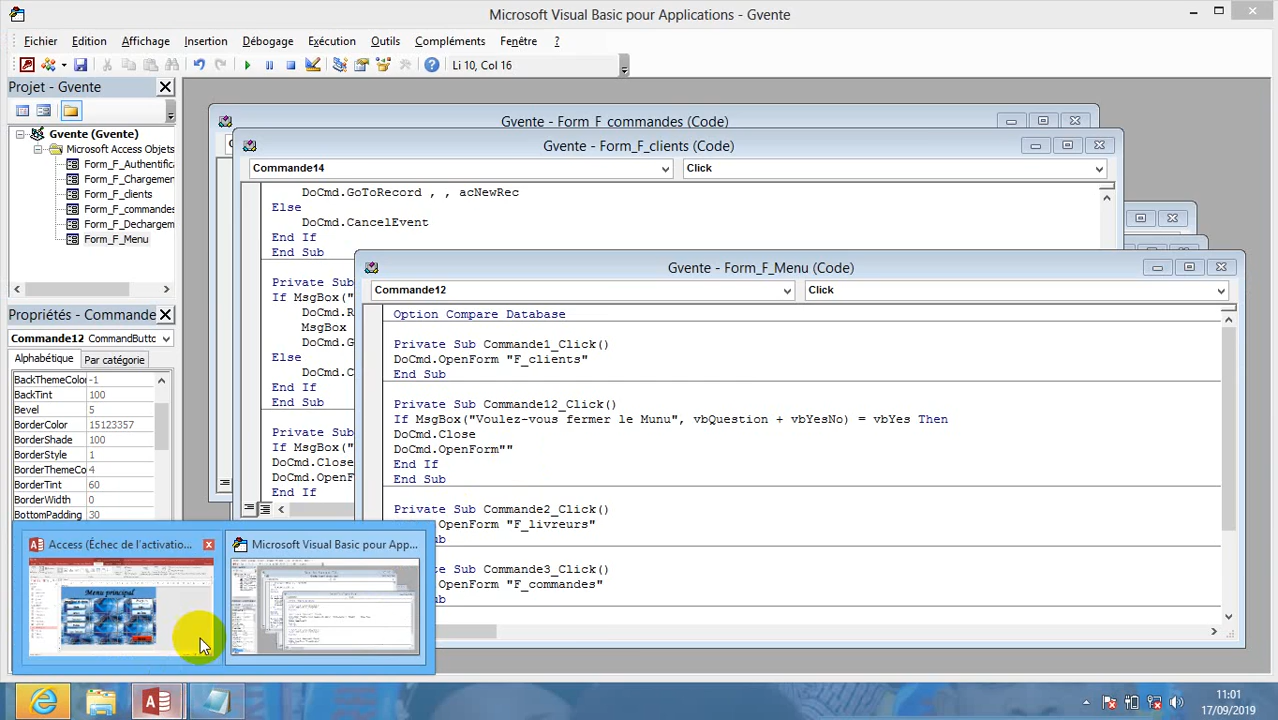 Microsoft Visual Basic pour Applications - Gvente
Fichier Edition Affichage Insertion Débogage Exécution Outils Compléments Fenêtre ?
Li 10, Col 16
Projet - Gvente
Gvente (Gvente)
Microsoft Access Objets
Form_F_Authentific
Form_F_Chargemen
Form_F_clients
Form_F_commandes
Form_F_Dechargem
Form_F_Menu
Propriétés - Commande
Commande12 CommandButto
Alphabétique Par catégorie
BackThemeColo -1
BackTint 100
Bevel 5
BorderColor 15123357
BorderShade 100
BorderStyle 1
BorderThemeCo 4
BorderTint 60
BorderWidth 0
BottomPadding 30
Gvente - Form_F_commandes (Code)
Gvente - Form_F_clients (Code)
Commande14 Click
DoCmd.GoToRecord , , acNewRec
Else
DoCmd.CancelEvent
End If
End Sub
Private Sub
If MsgBox("
DoCmd.R
MsgBox
DoCmd.G
Else
DoCmd.C
End If
End Sub
Private Sub
If MsgBox("
DoCmd.Close
DoCmd.OpenF
End If
Gvente - Form_F_Menu (Code)
Commande12 Click
Option Compare Database
Private Sub Commande1_Click()
DoCmd.OpenForm "F_clients"
End Sub
Private Sub Commande12_Click()
If MsgBox("Voulez-vous fermer le Munu", vbQuestion + vbYesNo) = vbYes Then
DoCmd.Close
DoCmd.OpenForm""
End If
End Sub
Private Sub Commande2_Click()
OpenForm "F_livreurs"
ub
e Sub Commande3_Click()
OpenForm "F_commandes"
ub
Access (Échec de l'activatio...
Microsoft Visual Basic pour App...
Menu principal
11:01
17/09/2019